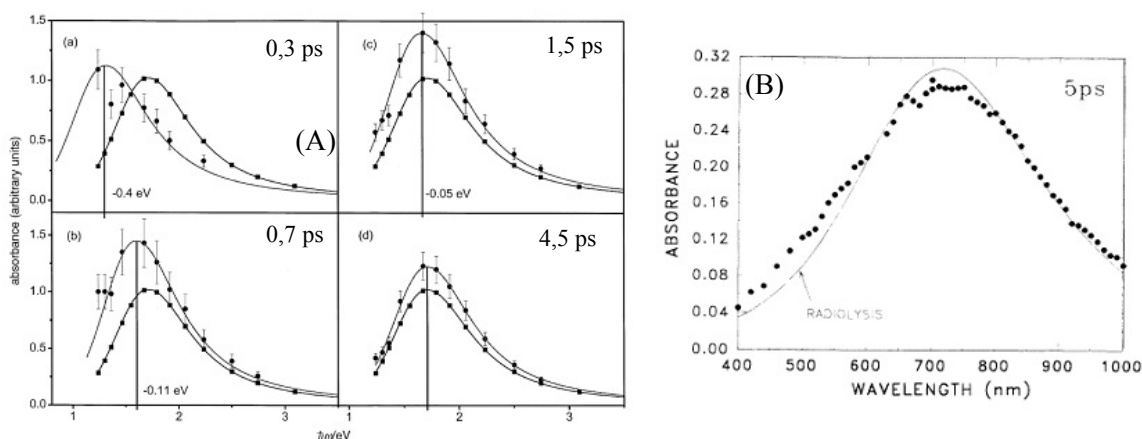 absorbance (arbitrary units)
1.5
1.0
0.5
0.0
(a)
0,3 ps
(A)
-0.4 eV
(c)
1,5 ps
-0.05 eV
1.5
1.0
0.5
0.0
(b)
0,7 ps
-0.11 eV
(d)
4,5 ps
1
2
3
1
2
3
ħω/eV
(B)
5ps
ABSORBANCE
0.32
0.28
0.24
0.20
0.16
0.12
0.08
0.04
0.00
RADIOLYSIS
400 500 600 700 800 900 1000
WAVELENGTH (nm)